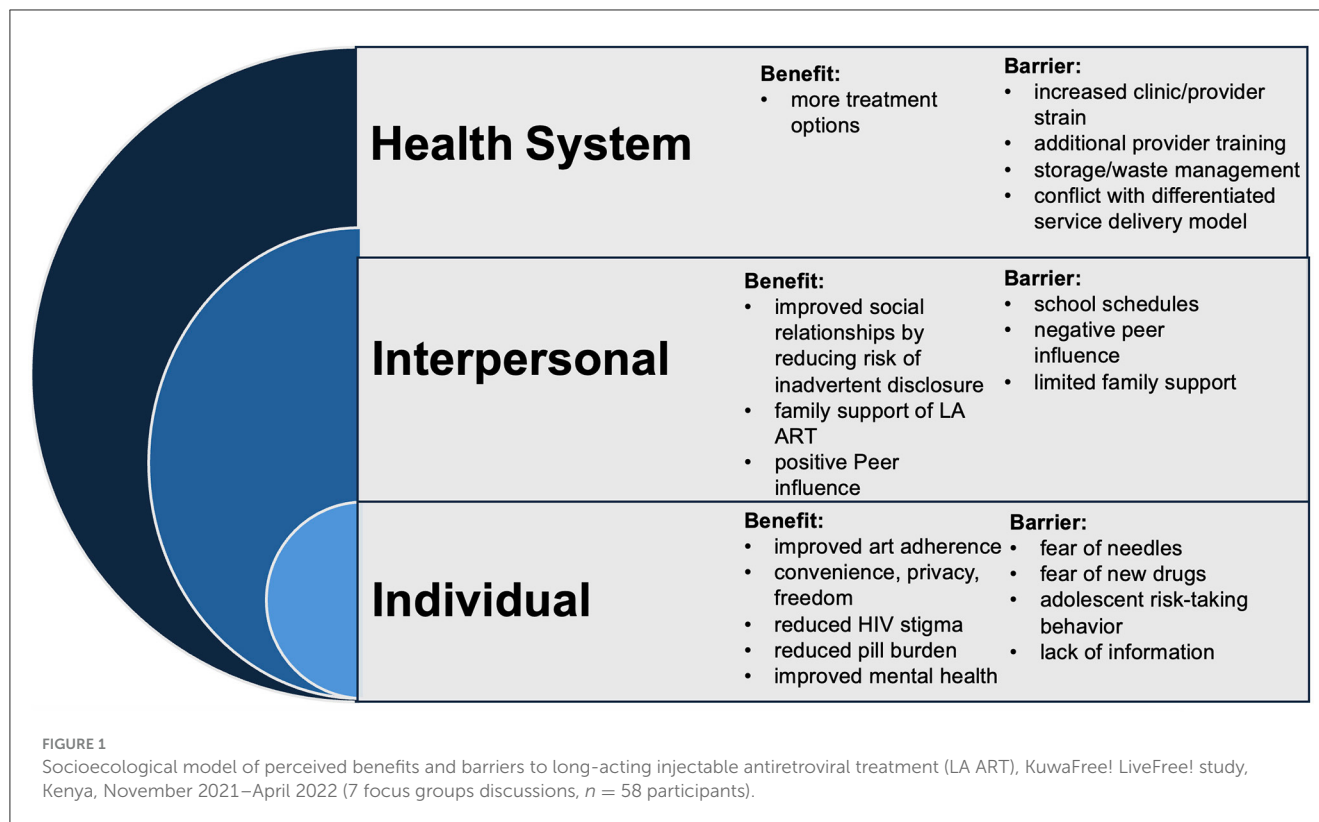 Health System
Benefit:
• more treatment
options
Barrier:
• increased clinic/provider
strain
• additional provider training
• storage/waste management
• conflict with differentiated
service delivery model
Interpersonal
Benefit:
• improved social
relationships by
reducing risk of
inadvertent disclosure
• family support of LA
ART
• positive Peer
influence
Barrier:
• school schedules
• negative peer
influence
• limited family support
Individual
Benefit:
• improved art adherence
• convenience, privacy,
freedom
• reduced HIV stigma
• reduced pill burden
• improved mental health
Barrier:
• fear of needles
• fear of new drugs
• adolescent risk-taking
behavior
• lack of information
FIGURE 1
Socioecological model of perceived benefits and barriers to long-acting injectable antiretroviral treatment (LA ART), KuwaFree! LiveFree! study,
Kenya, November 2021–April 2022 (7 focus groups discussions, n = 58 participants).